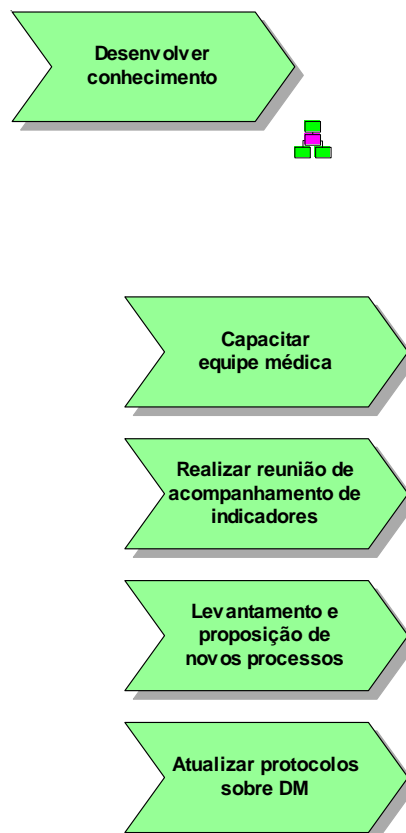 Desenvolver
conhecimento
Capacitar
equipe médica
Realizar reunião de
acompanhamento de
indicadores
Levantamento e
proposição de
novos processos
Atualizar protocolos
sobre DM